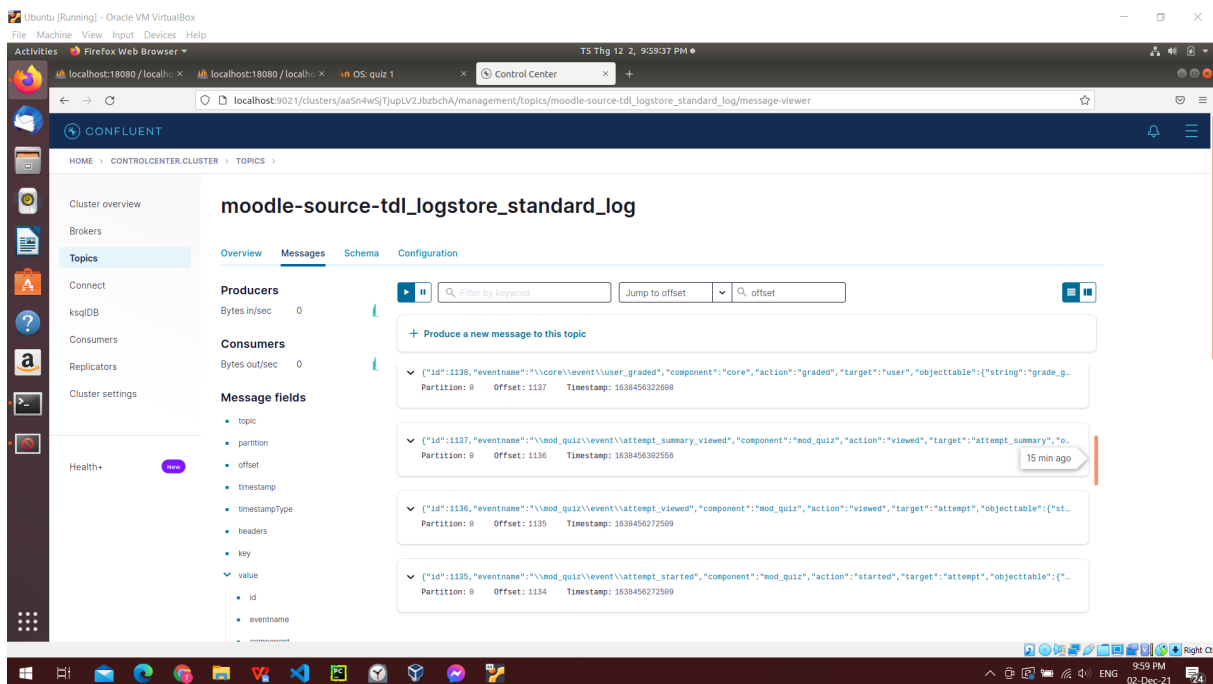 Ubuntu [Running] - Oracle VM VirtualBox
File Machine View Input Devices Help
Activities Firefox Web Browser T5 Thg 12 2, 9:59:37 PM
localhost:18080 / localho × localhost:18080 / localho × OS: quiz 1 × Control Center × +
localhost:9021/clusters/aaSn4wSjTjupLV2JbzbchA/management/topics/moodle-source-tdl_logstore_standard_log/message-viewer
CONFLUENT
HOME > CONTROLCENTER.CLUSTER > TOPICS >
Cluster overview
Brokers
Topics
Connect
ksqlDB
Consumers
Replicators
Cluster settings
Health+ New
moodle-source-tdl_logstore_standard_log
Overview Messages Schema Configuration
Producers
Bytes in/sec 0
Consumers
Bytes out/sec 0
Message fields
topic
partition
offset
timestamp
timestampType
headers
key
value
id
eventname
component
Filter by keyword Jump to offset offset
+ Produce a new message to this topic
{"id":1138,"eventname":"\\core\\event\\user_graded","component":"core","action":"graded","target":"user","objecttable":{"string":"grade_g…
Partition: 0 Offset: 1137 Timestamp: 1638456322608
{"id":1137,"eventname":"\\mod_quiz\\event\\attempt_summary_viewed","component":"mod_quiz","action":"viewed","target":"attempt_summary","o…
Partition: 0 Offset: 1136 Timestamp: 1638456302556
15 min ago
{"id":1136,"eventname":"\\mod_quiz\\event\\attempt_viewed","component":"mod_quiz","action":"viewed","target":"attempt","objecttable":{"st…
Partition: 0 Offset: 1135 Timestamp: 1638456272509
{"id":1135,"eventname":"\\mod_quiz\\event\\attempt_started","component":"mod_quiz","action":"started","target":"attempt","objecttable":{"…
Partition: 0 Offset: 1134 Timestamp: 1638456272509
Right Ct
ENG 9:59 PM
02-Dec-21
24